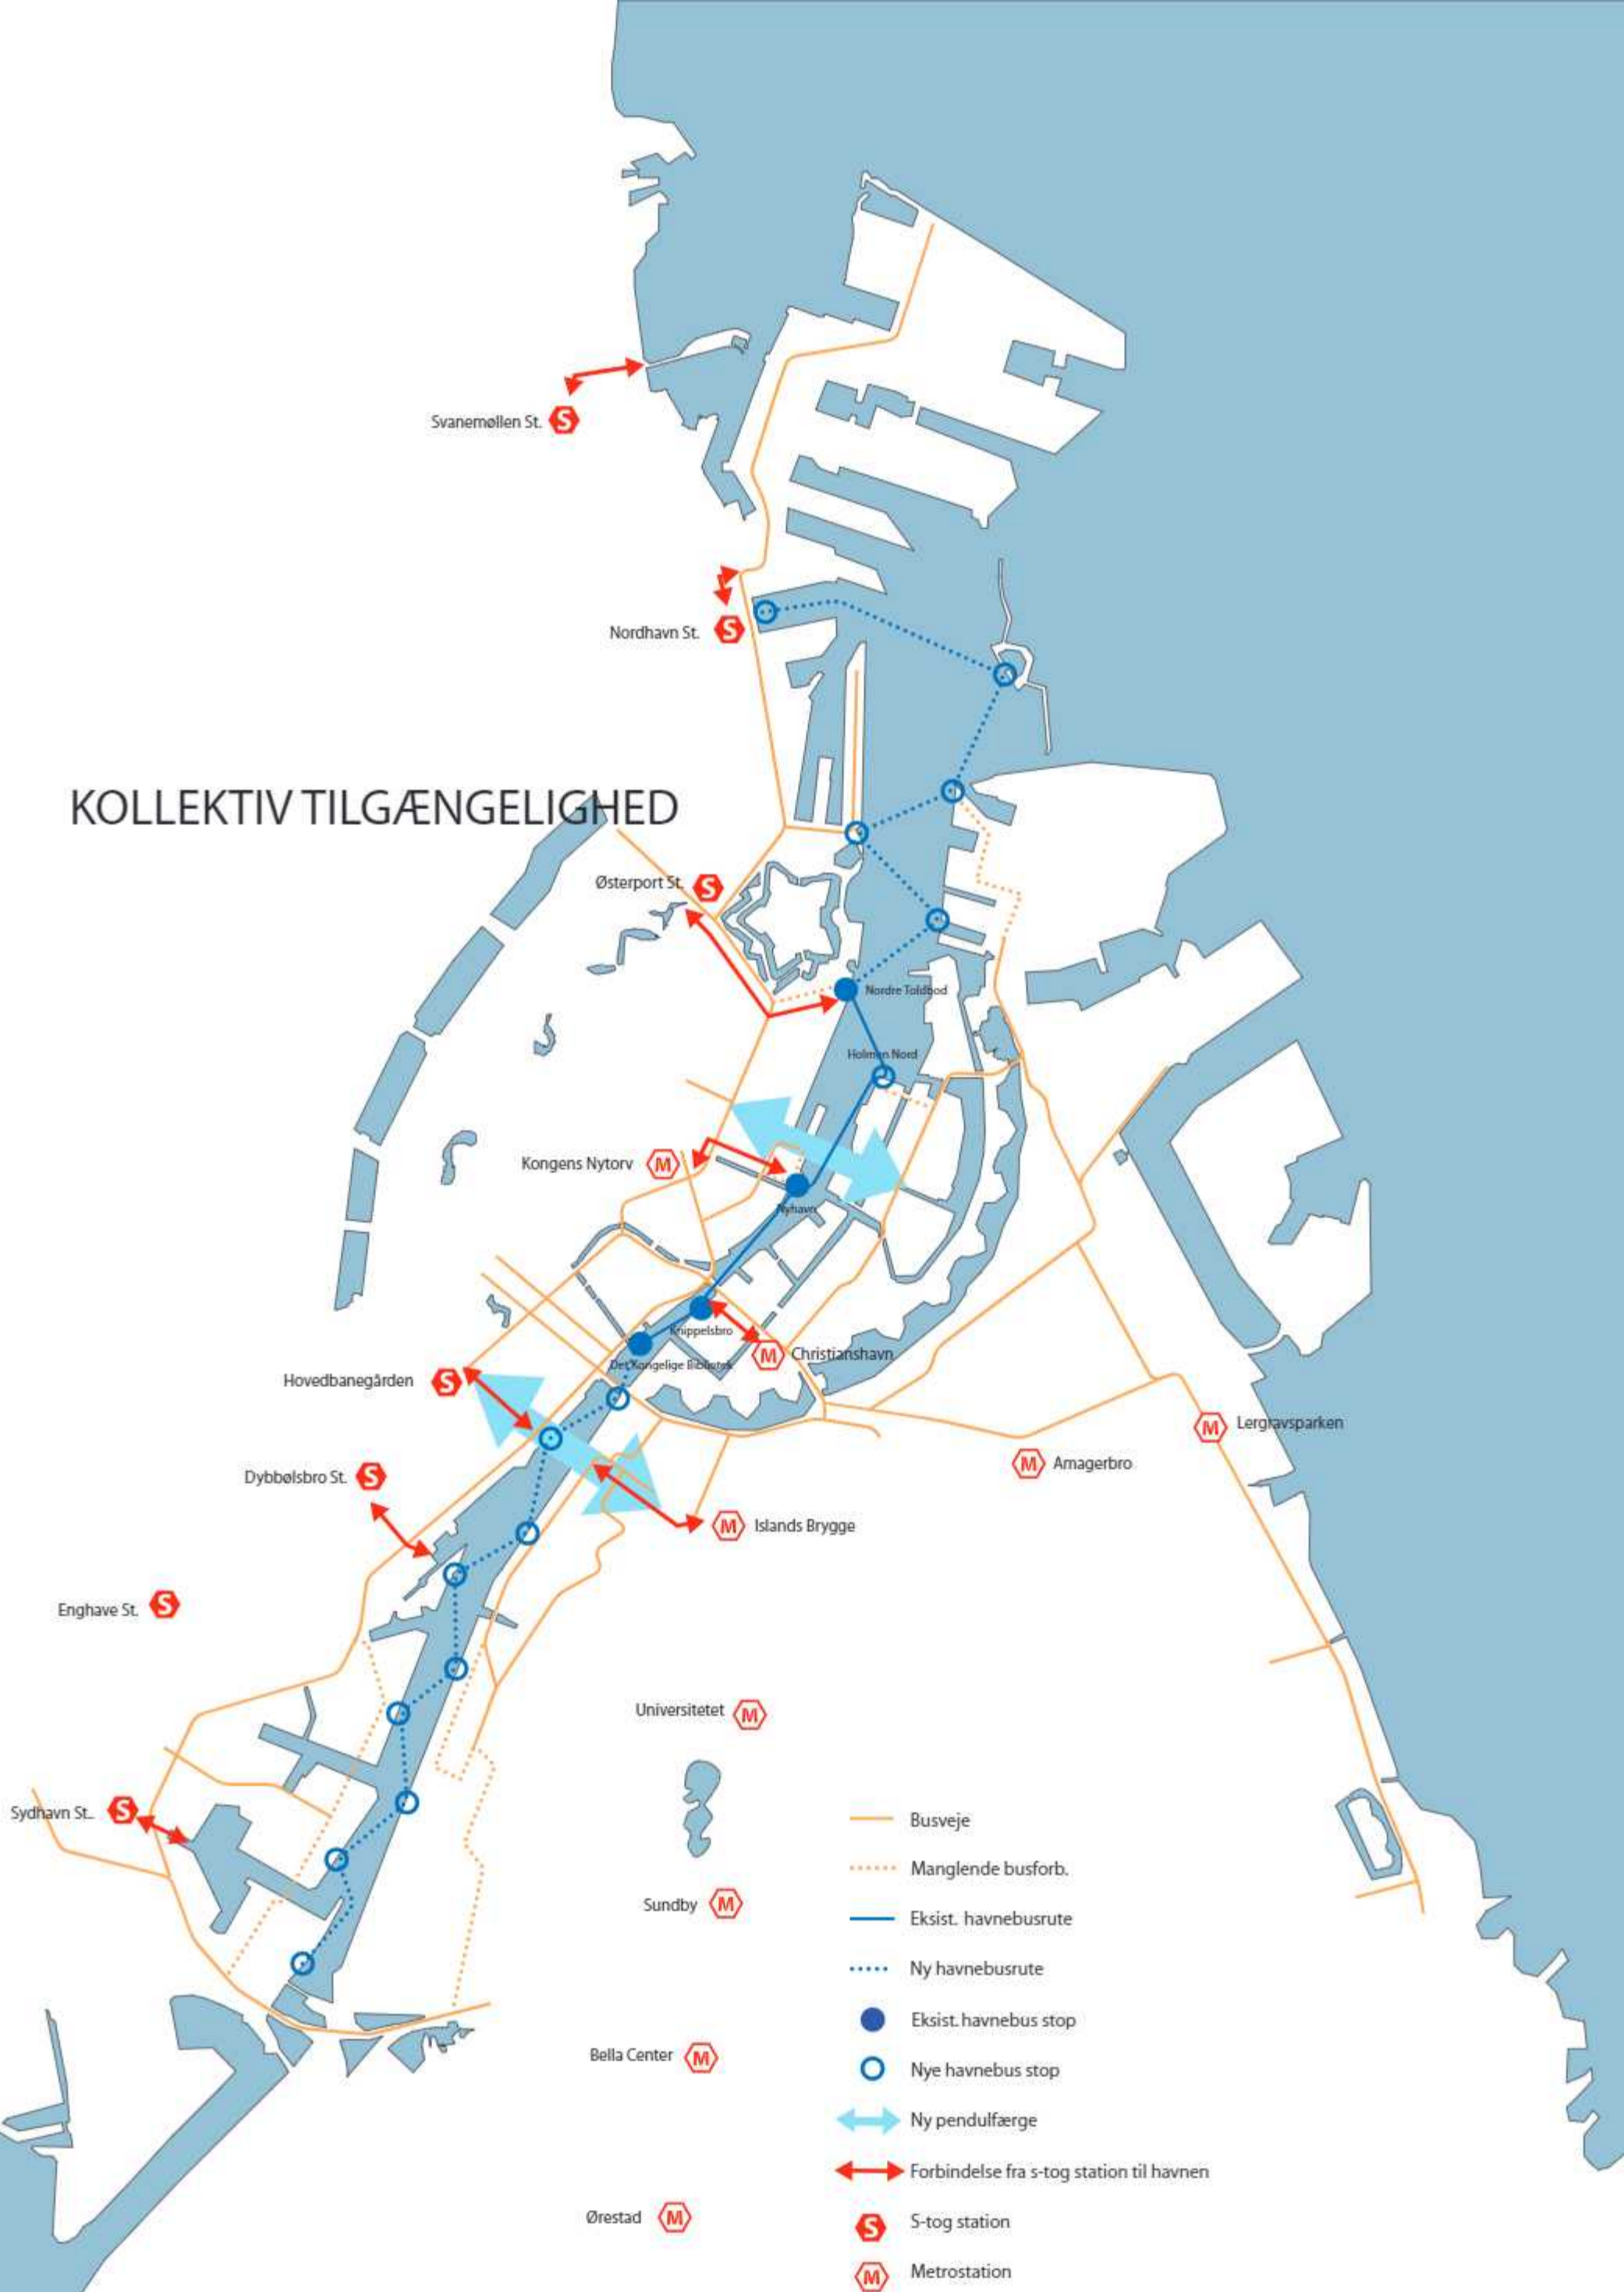 Svanemøllen St. S
Nordhavn St. S
KOLLEKTIV TILGÆNGELIGHED
Østerport St. S
Nordre Toldbod
Holmen Nord
Kongens Nytorv M
Nyhavn
Knippelsbro
M Christianshavn
Det Kongelige Bibliotek
Hovedbanegården S
M Lergravsparken
M Amagerbro
Dybbølsbro St. S
M Islands Brygge
Enghave St. S
Universitetet M
Sydhavn St.. S
Sundby M
Bella Center M
Ørestad M
Busveje
Manglende busforb.
Eksist. havnebusrute
Ny havnebusrute
Eksist. havnebus stop
Nye havnebus stop
Ny pendulfærge
Forbindelse fra s-tog station til havnen
S S-tog station
M Metrostation